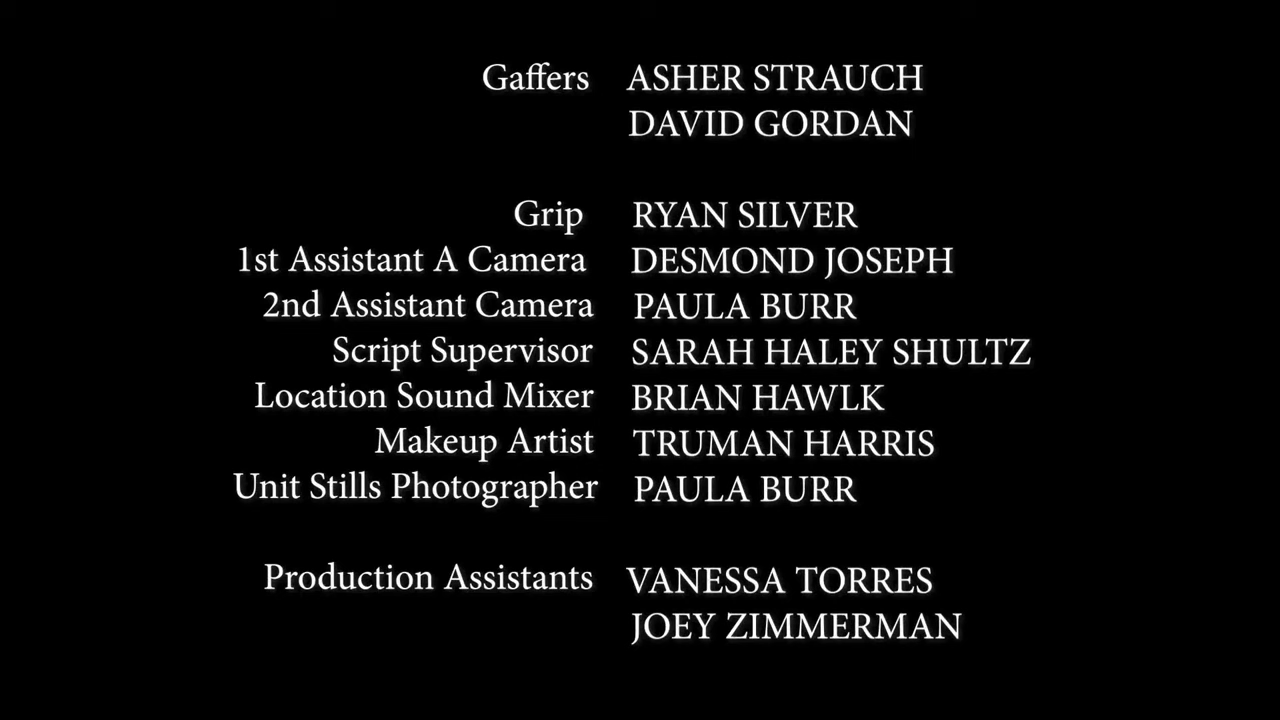 Gaffers ASHER STRAUCH
DAVID GORDAN
Grip RYAN SILVER
1st Assistant A Camera DESMOND JOSEPH
2nd Assistant Camera PAULA BURR
Script Supervisor SARAH HALEY SHULTZ
Location Sound Mixer BRIAN HAWLK
Makeup Artist TRUMAN HARRIS
Unit Stills Photographer PAULA BURR
Production Assistants VANESSA TORRES
JOEY ZIMMERMAN